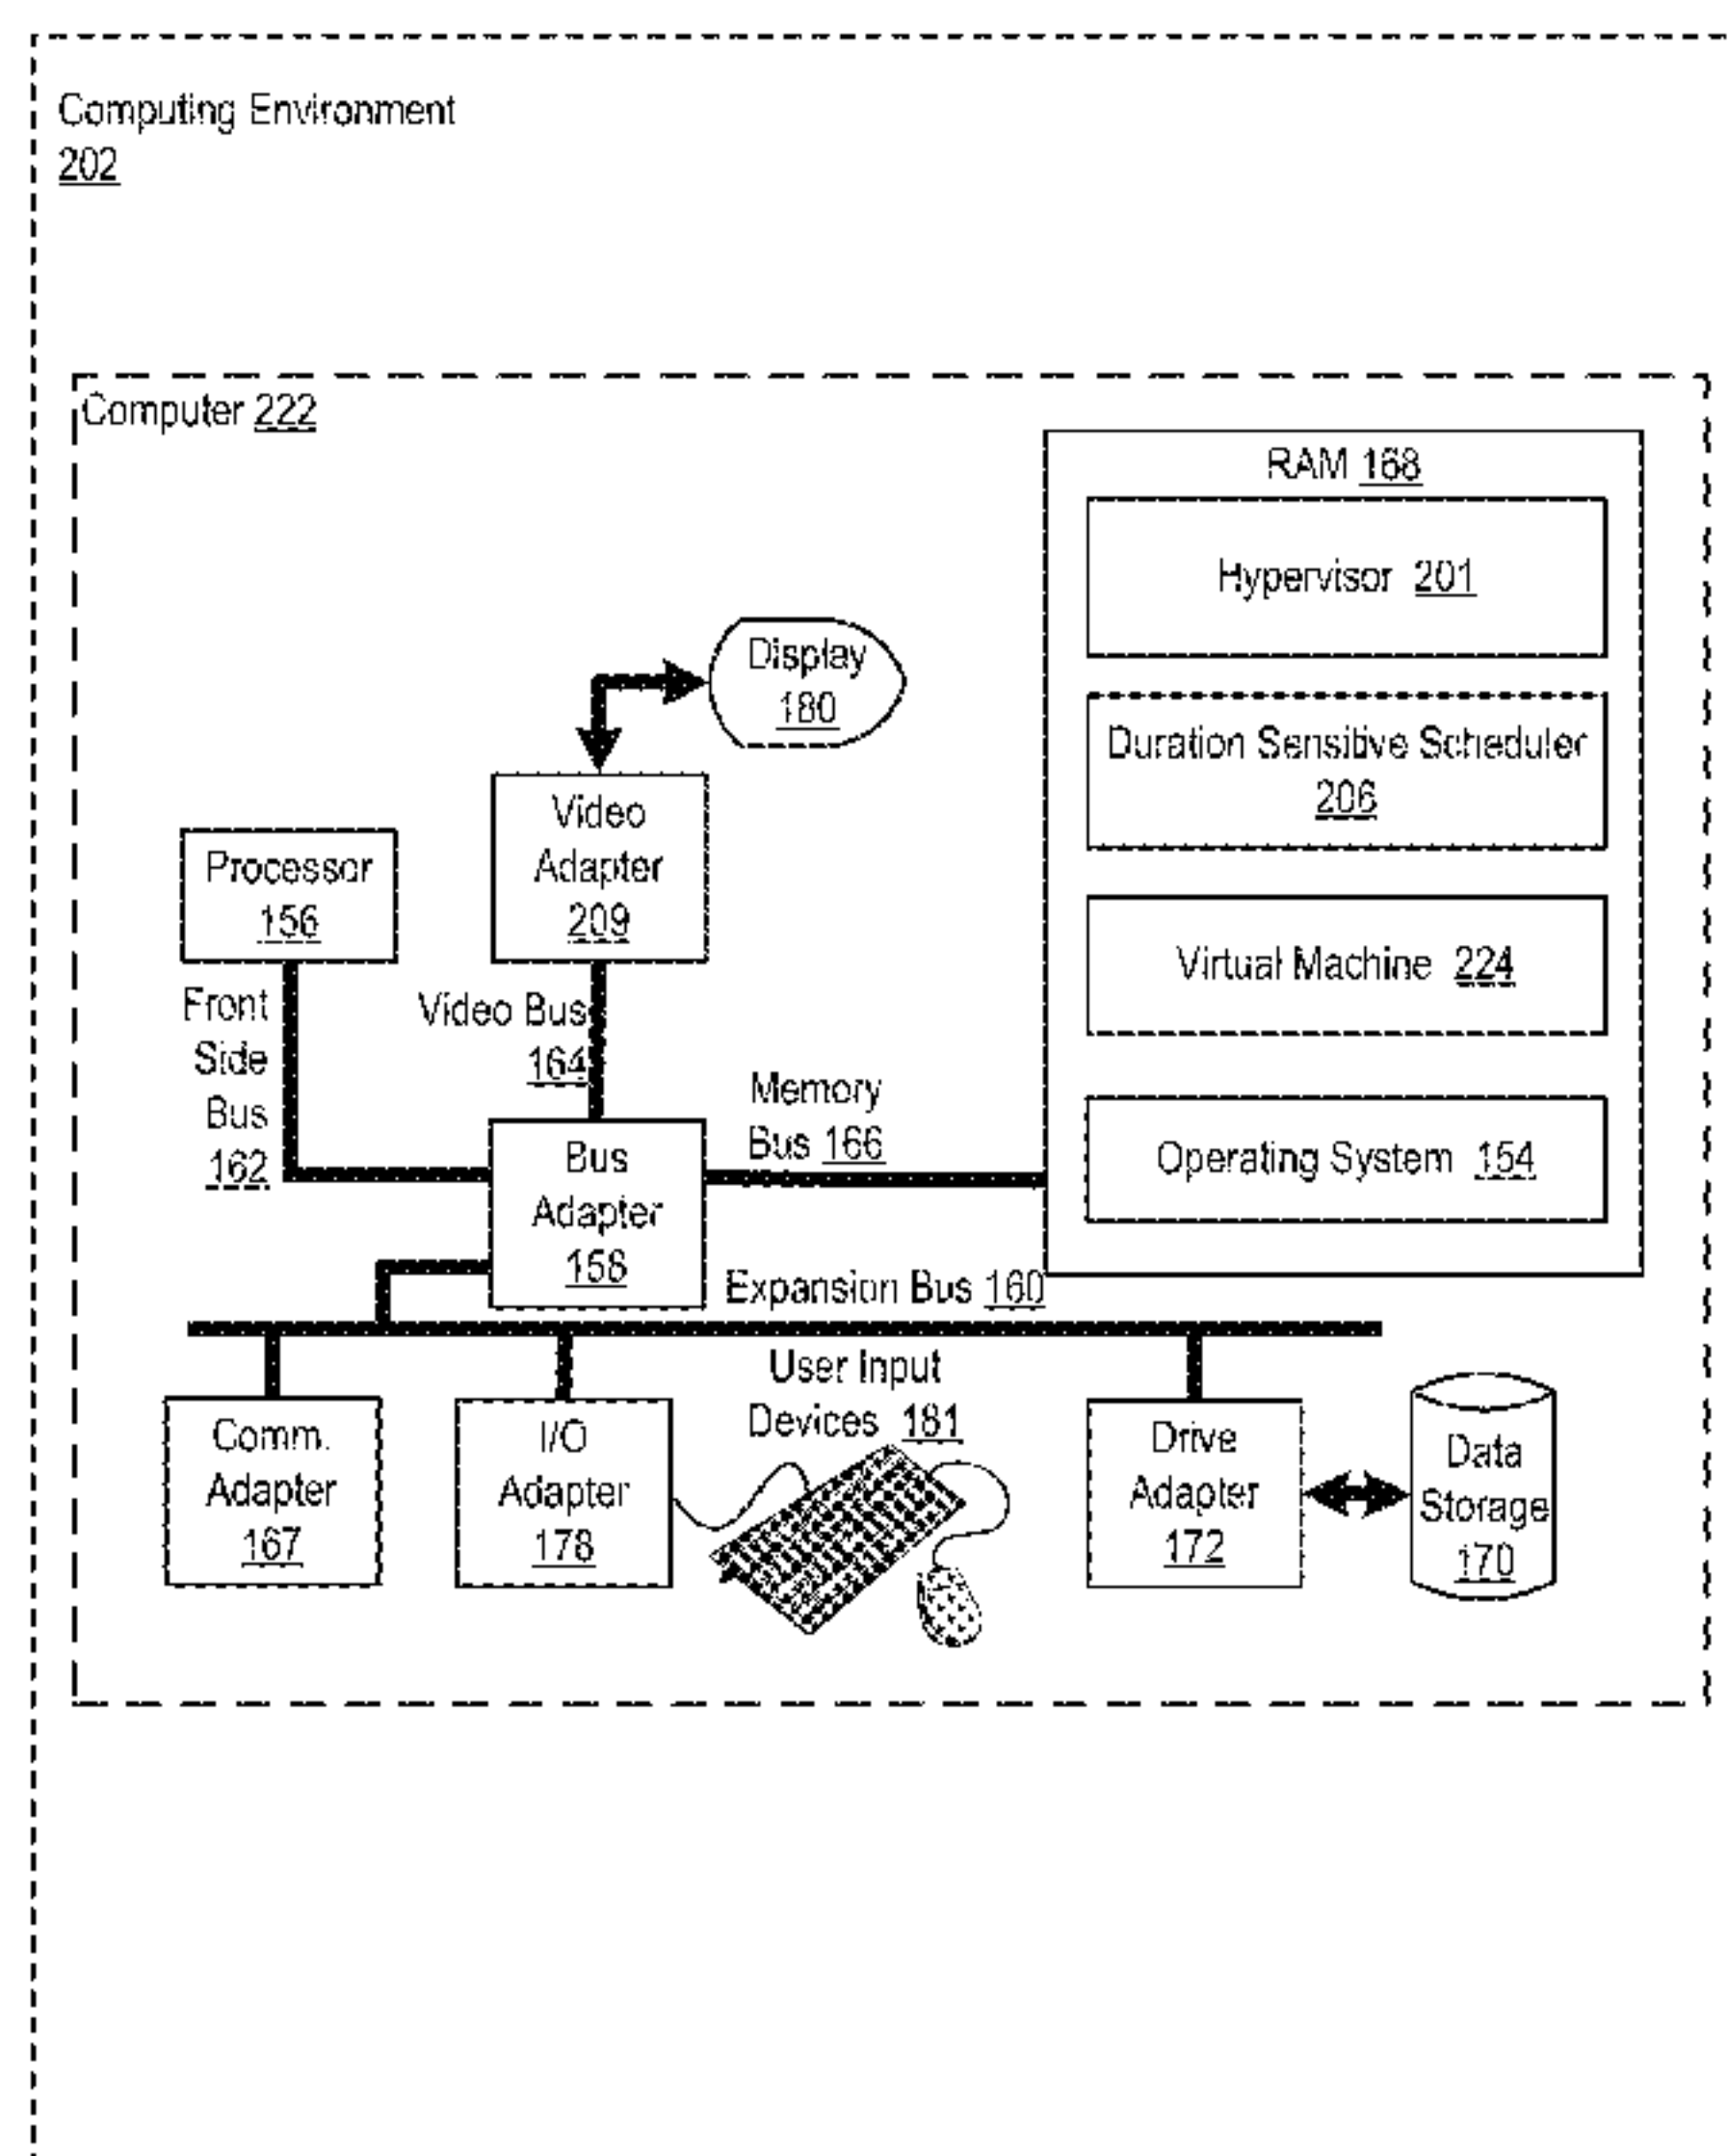 Computing Environment
202
Computer 222
RAM 168
Hypervisor 201
Display
180
Duration Sensitive Scheduler
206
Video
Adapter
209
Processor
156
Virtual Machine 224
Front
Side
Bus
162
Video Bus
164
Memory
Bus 166
Operating System 154
Bus
Adapter
158
Expansion Bus 160
User Input
Devices 181
Comm.
Adapter
167
I/O
Adapter
178
Drive
Adapter
172
Data
Storage
170